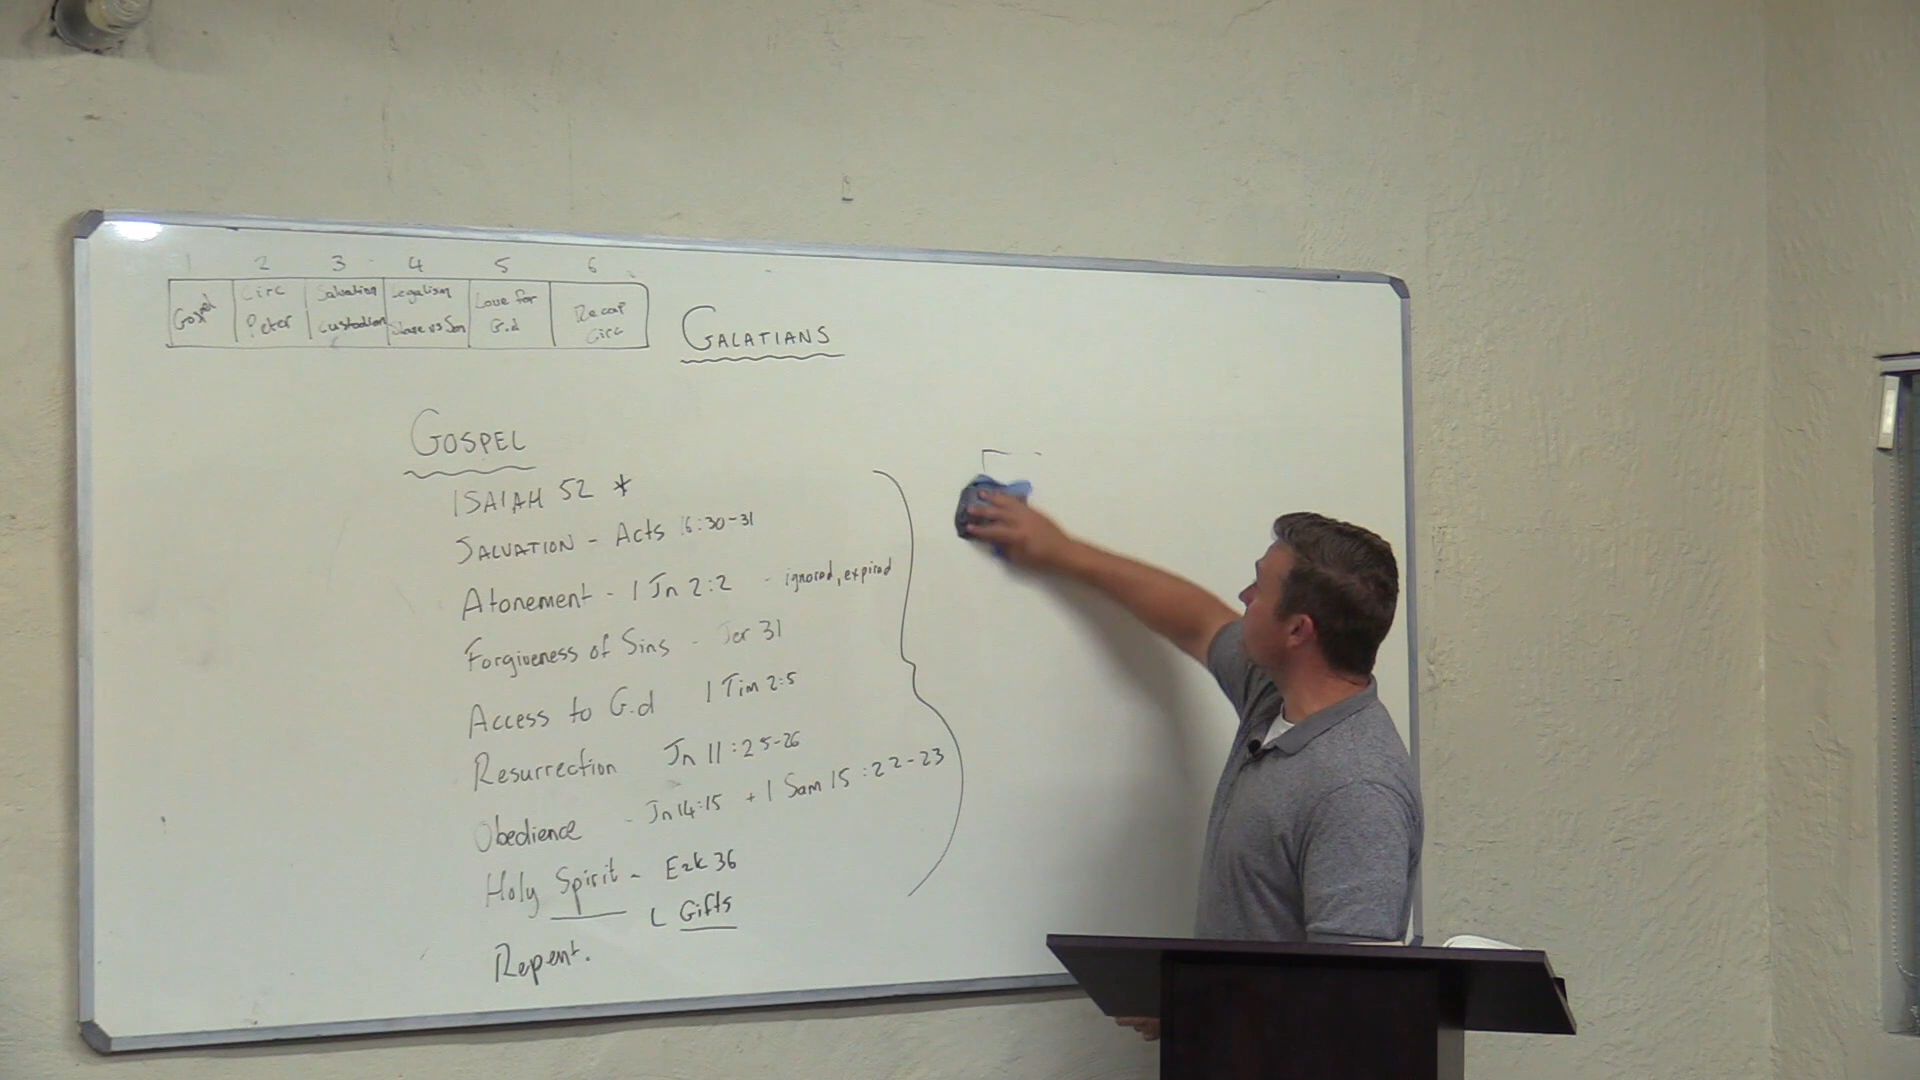 1 2 3 4 5 6
Gospel Circ Salvation Legalism Love for Recap
Peter Custodian Slave vs Son G.d Circ
GALATIANS
GOSPEL
ISAIAH 52 *
SALVATION - Acts 16:30-31
Atonement - 1 Jn 2:2 - ignored, expired
Forgiveness of Sins - Jer 31
Access to G.d 1 Tim 2:5
Resurrection Jn 11:25-26
Obedience - Jn 14:15 + 1 Sam 15:22-23
Holy Spirit - Ezk 36
Gifts
Repent.